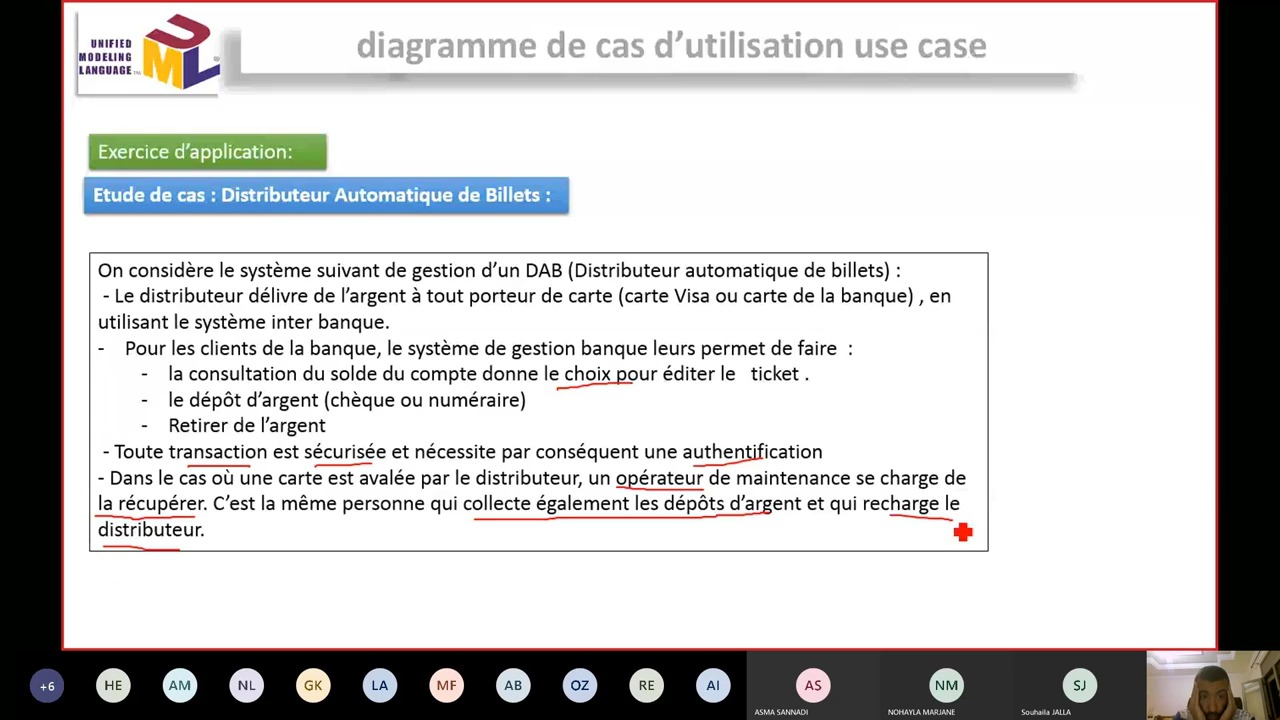 UNIFIED
MODELING
LANGUAGE
UML
diagramme de cas d’utilisation use case
Exercice d’application:
Etude de cas : Distributeur Automatique de Billets :
On considère le système suivant de gestion d’un DAB (Distributeur automatique de billets) :
- Le distributeur délivre de l’argent à tout porteur de carte (carte Visa ou carte de la banque) , en
utilisant le système inter banque.
- Pour les clients de la banque, le système de gestion banque leurs permet de faire :
- la consultation du solde du compte donne le choix pour éditer le ticket .
- le dépôt d’argent (chèque ou numéraire)
- Retirer de l’argent
- Toute transaction est sécurisée et nécessite par conséquent une authentification
- Dans le cas où une carte est avalée par le distributeur, un opérateur de maintenance se charge de
la récupérer. C’est la même personne qui collecte également les dépôts d’argent et qui recharge le
distributeur.
+6 HE AM NL GK LA MF AB OZ RE AI AS NM SJ
ASMA SANNADI NOHAYLA MARJANE Souhaila JALLA